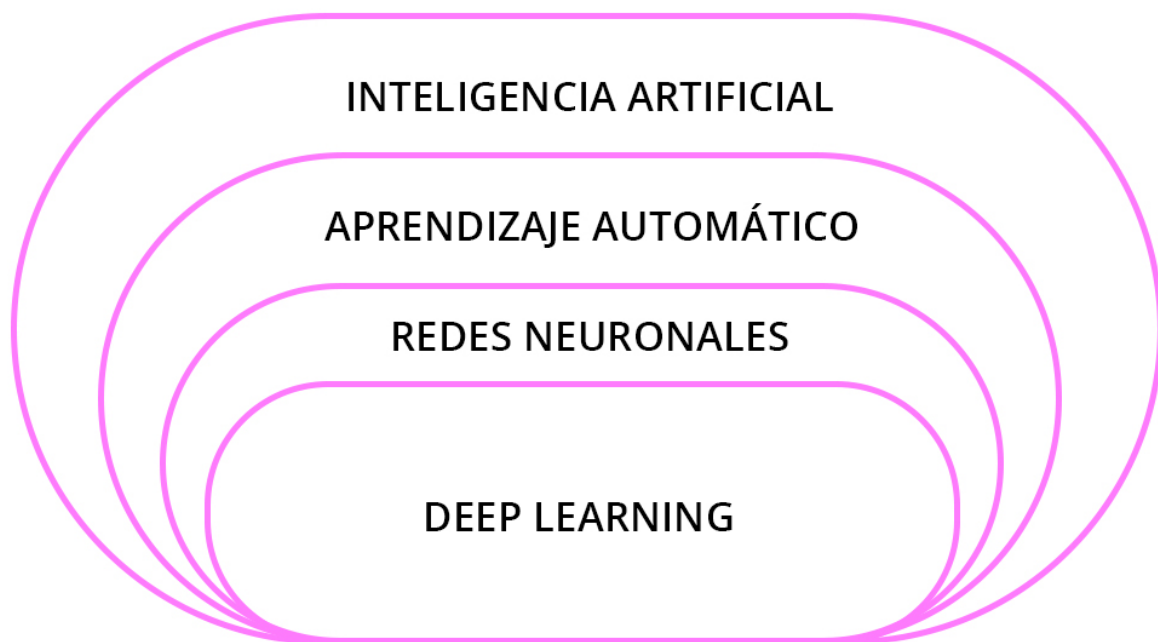 INTELIGENCIA ARTIFICIAL
APRENDIZAJE AUTOMÁTICO
REDES NEURONALES
DEEP LEARNING